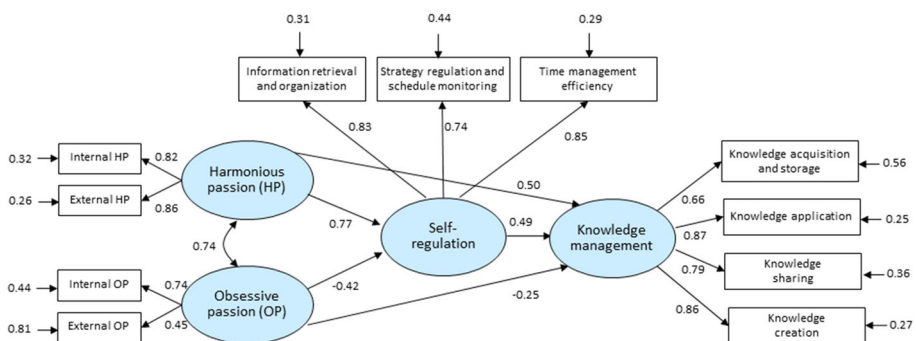 0.31
0.44
0.29
Information retrieval
and organization
Strategy regulation and
schedule monitoring
Time management
efficiency
0.83
0.74
0.85
0.32
Internal HP
0.82
0.26
External HP
0.86
Harmonious
passion (HP)
0.50
0.77
0.74
Self-
regulation
0.49
Knowledge
management
0.66
Knowledge acquisition
and storage
0.56
0.87
Knowledge application
0.25
0.79
Knowledge
sharing
0.36
0.86
Knowledge
creation
0.27
-0.42
-0.25
0.44
Internal OP
0.74
0.81
External OP
0.45
Obsessive
passion (OP)